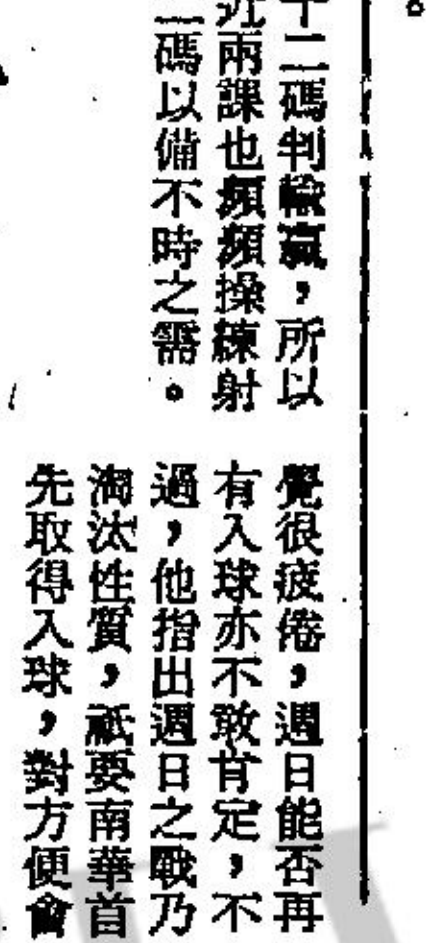 十二碼判輸贏，所以
近兩課也頻頻操練射
二碼以備不時之需。
覺很疲倦，週日能否再
有入球亦不敢肯定，不
過，他指出週日之戰乃
淘汰性質，祇要南華首
先取得入球，對方便會